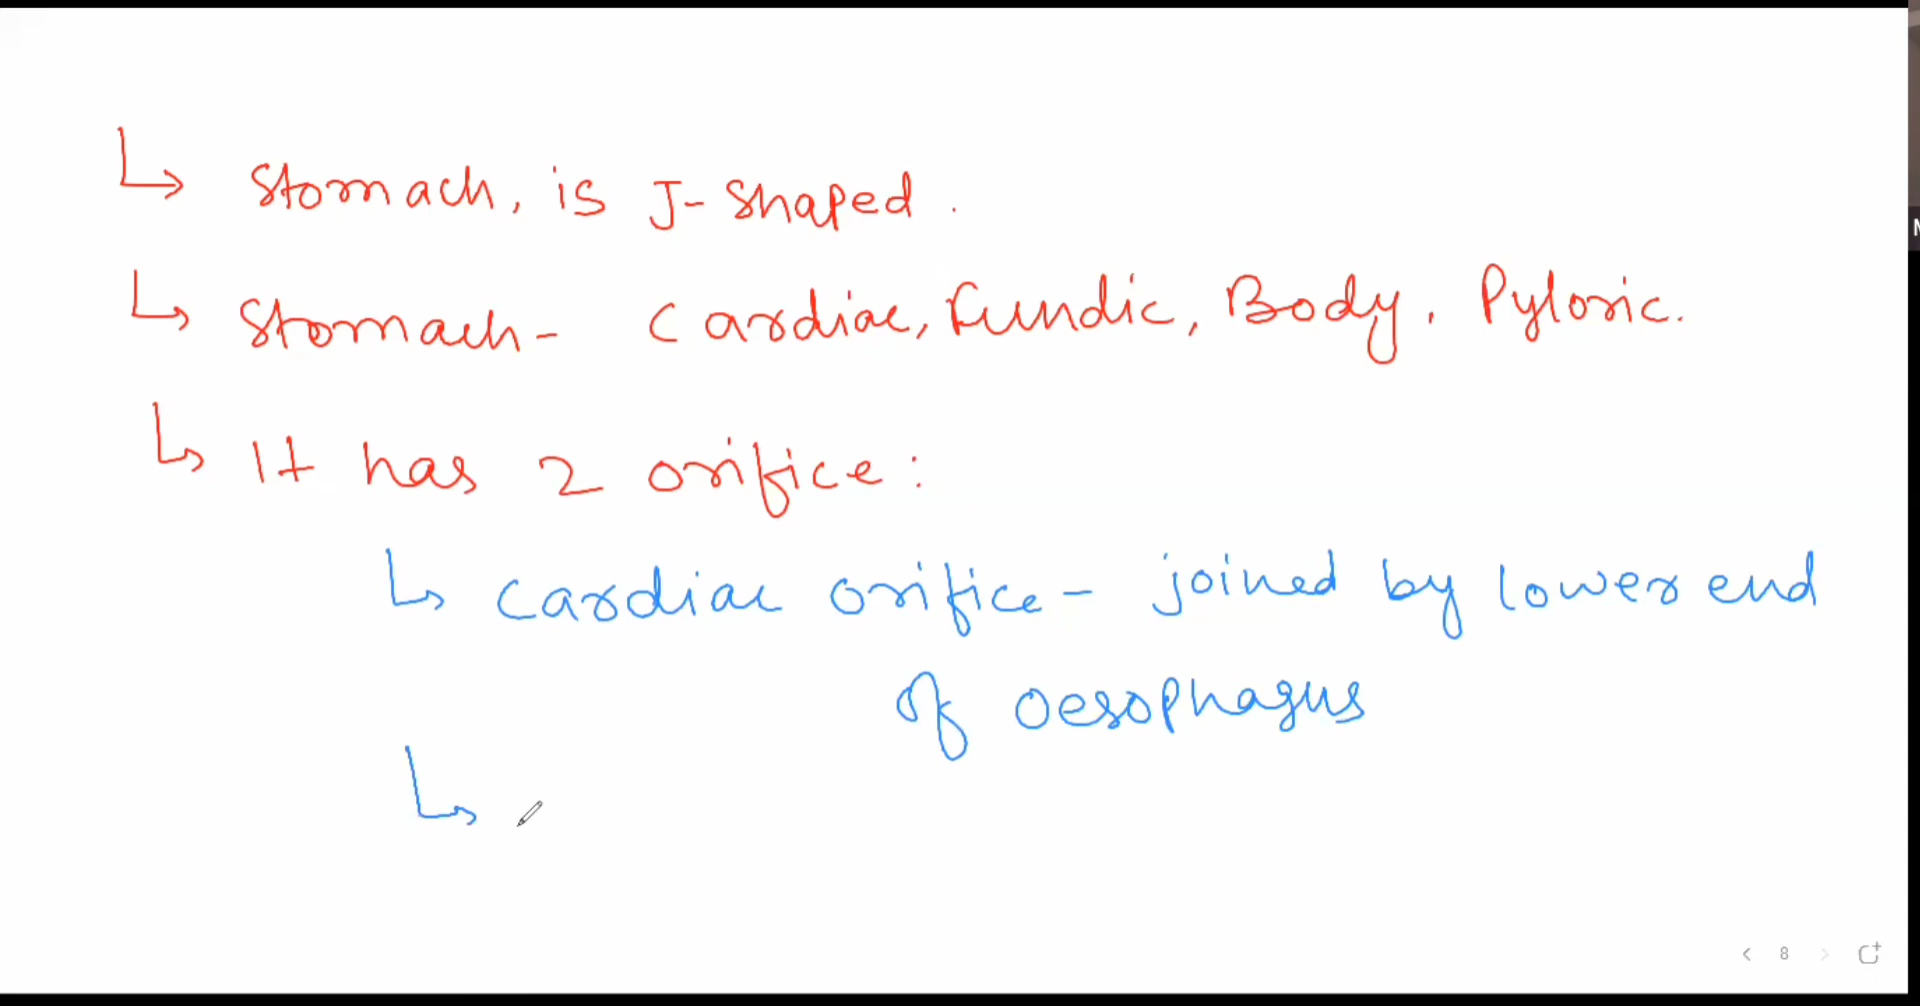 ↳ Stomach, is J-shaped.
↳ Stomach- Cardiac, Fundic, Body, Pyloric.
↳ It has 2 orifice:
↳ Cardiac orifice- joined by lower end
of oesophagus
↳
M
< 8 >